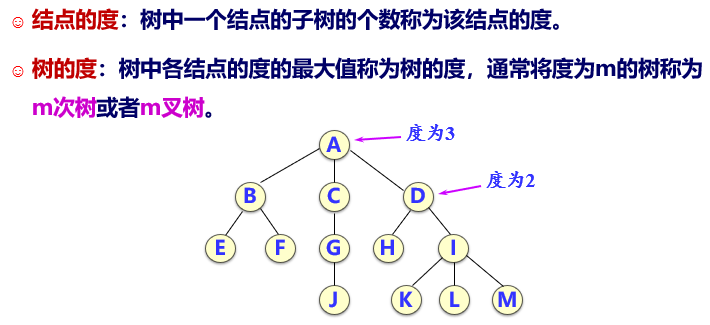 ☺ 结点的度：树中一个结点的子树的个数称为该结点的度。
☺ 树的度：树中各结点的度的最大值称为树的度，通常将度为m的树称为
m次树或者m叉树。
A 度为3
B C D 度为2
E F G H I
J K L M